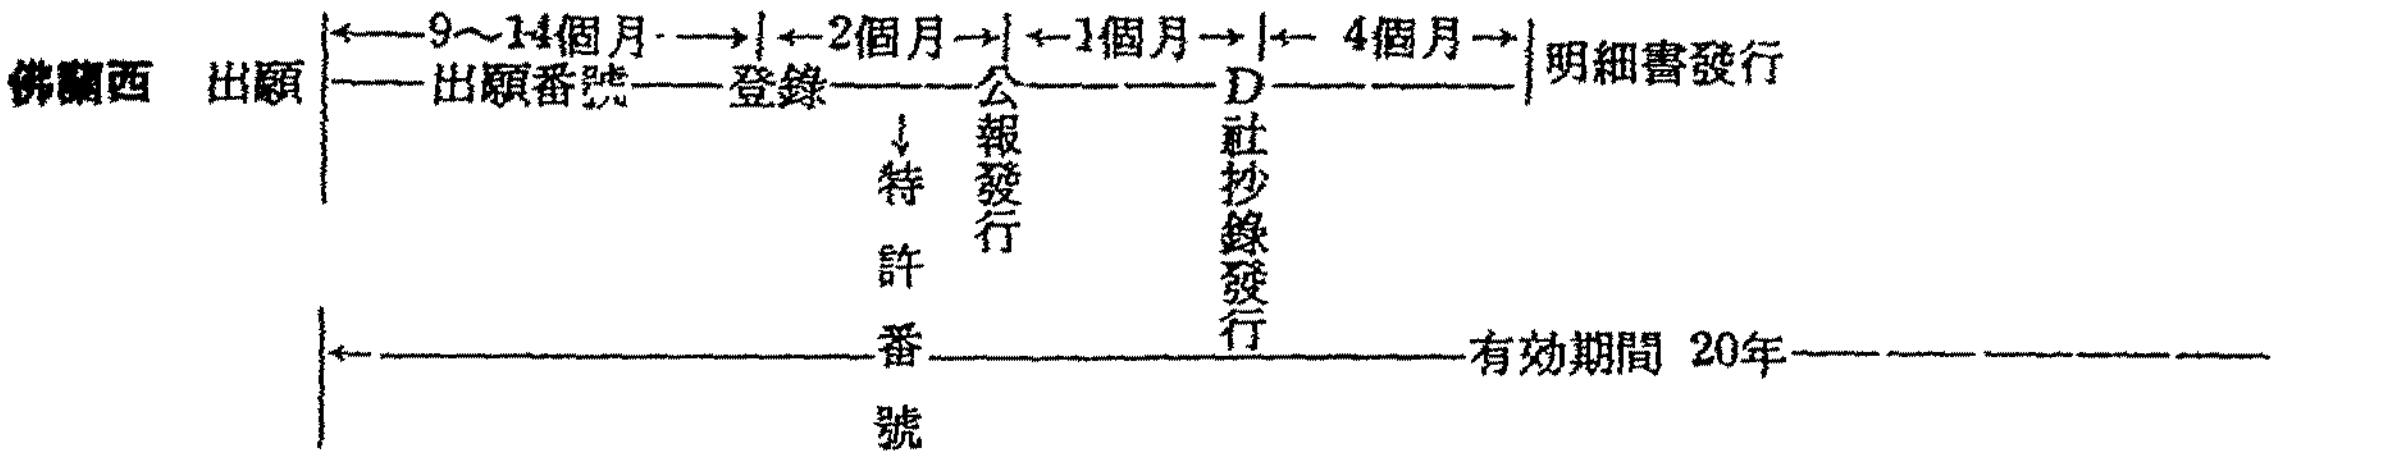 9～14個月 2個月 1個月 4個月
佛蘭西 出願 出願番號 登錄 公報發行 D社抄錄發行 明細書發行
特許番號
有効期間 20年